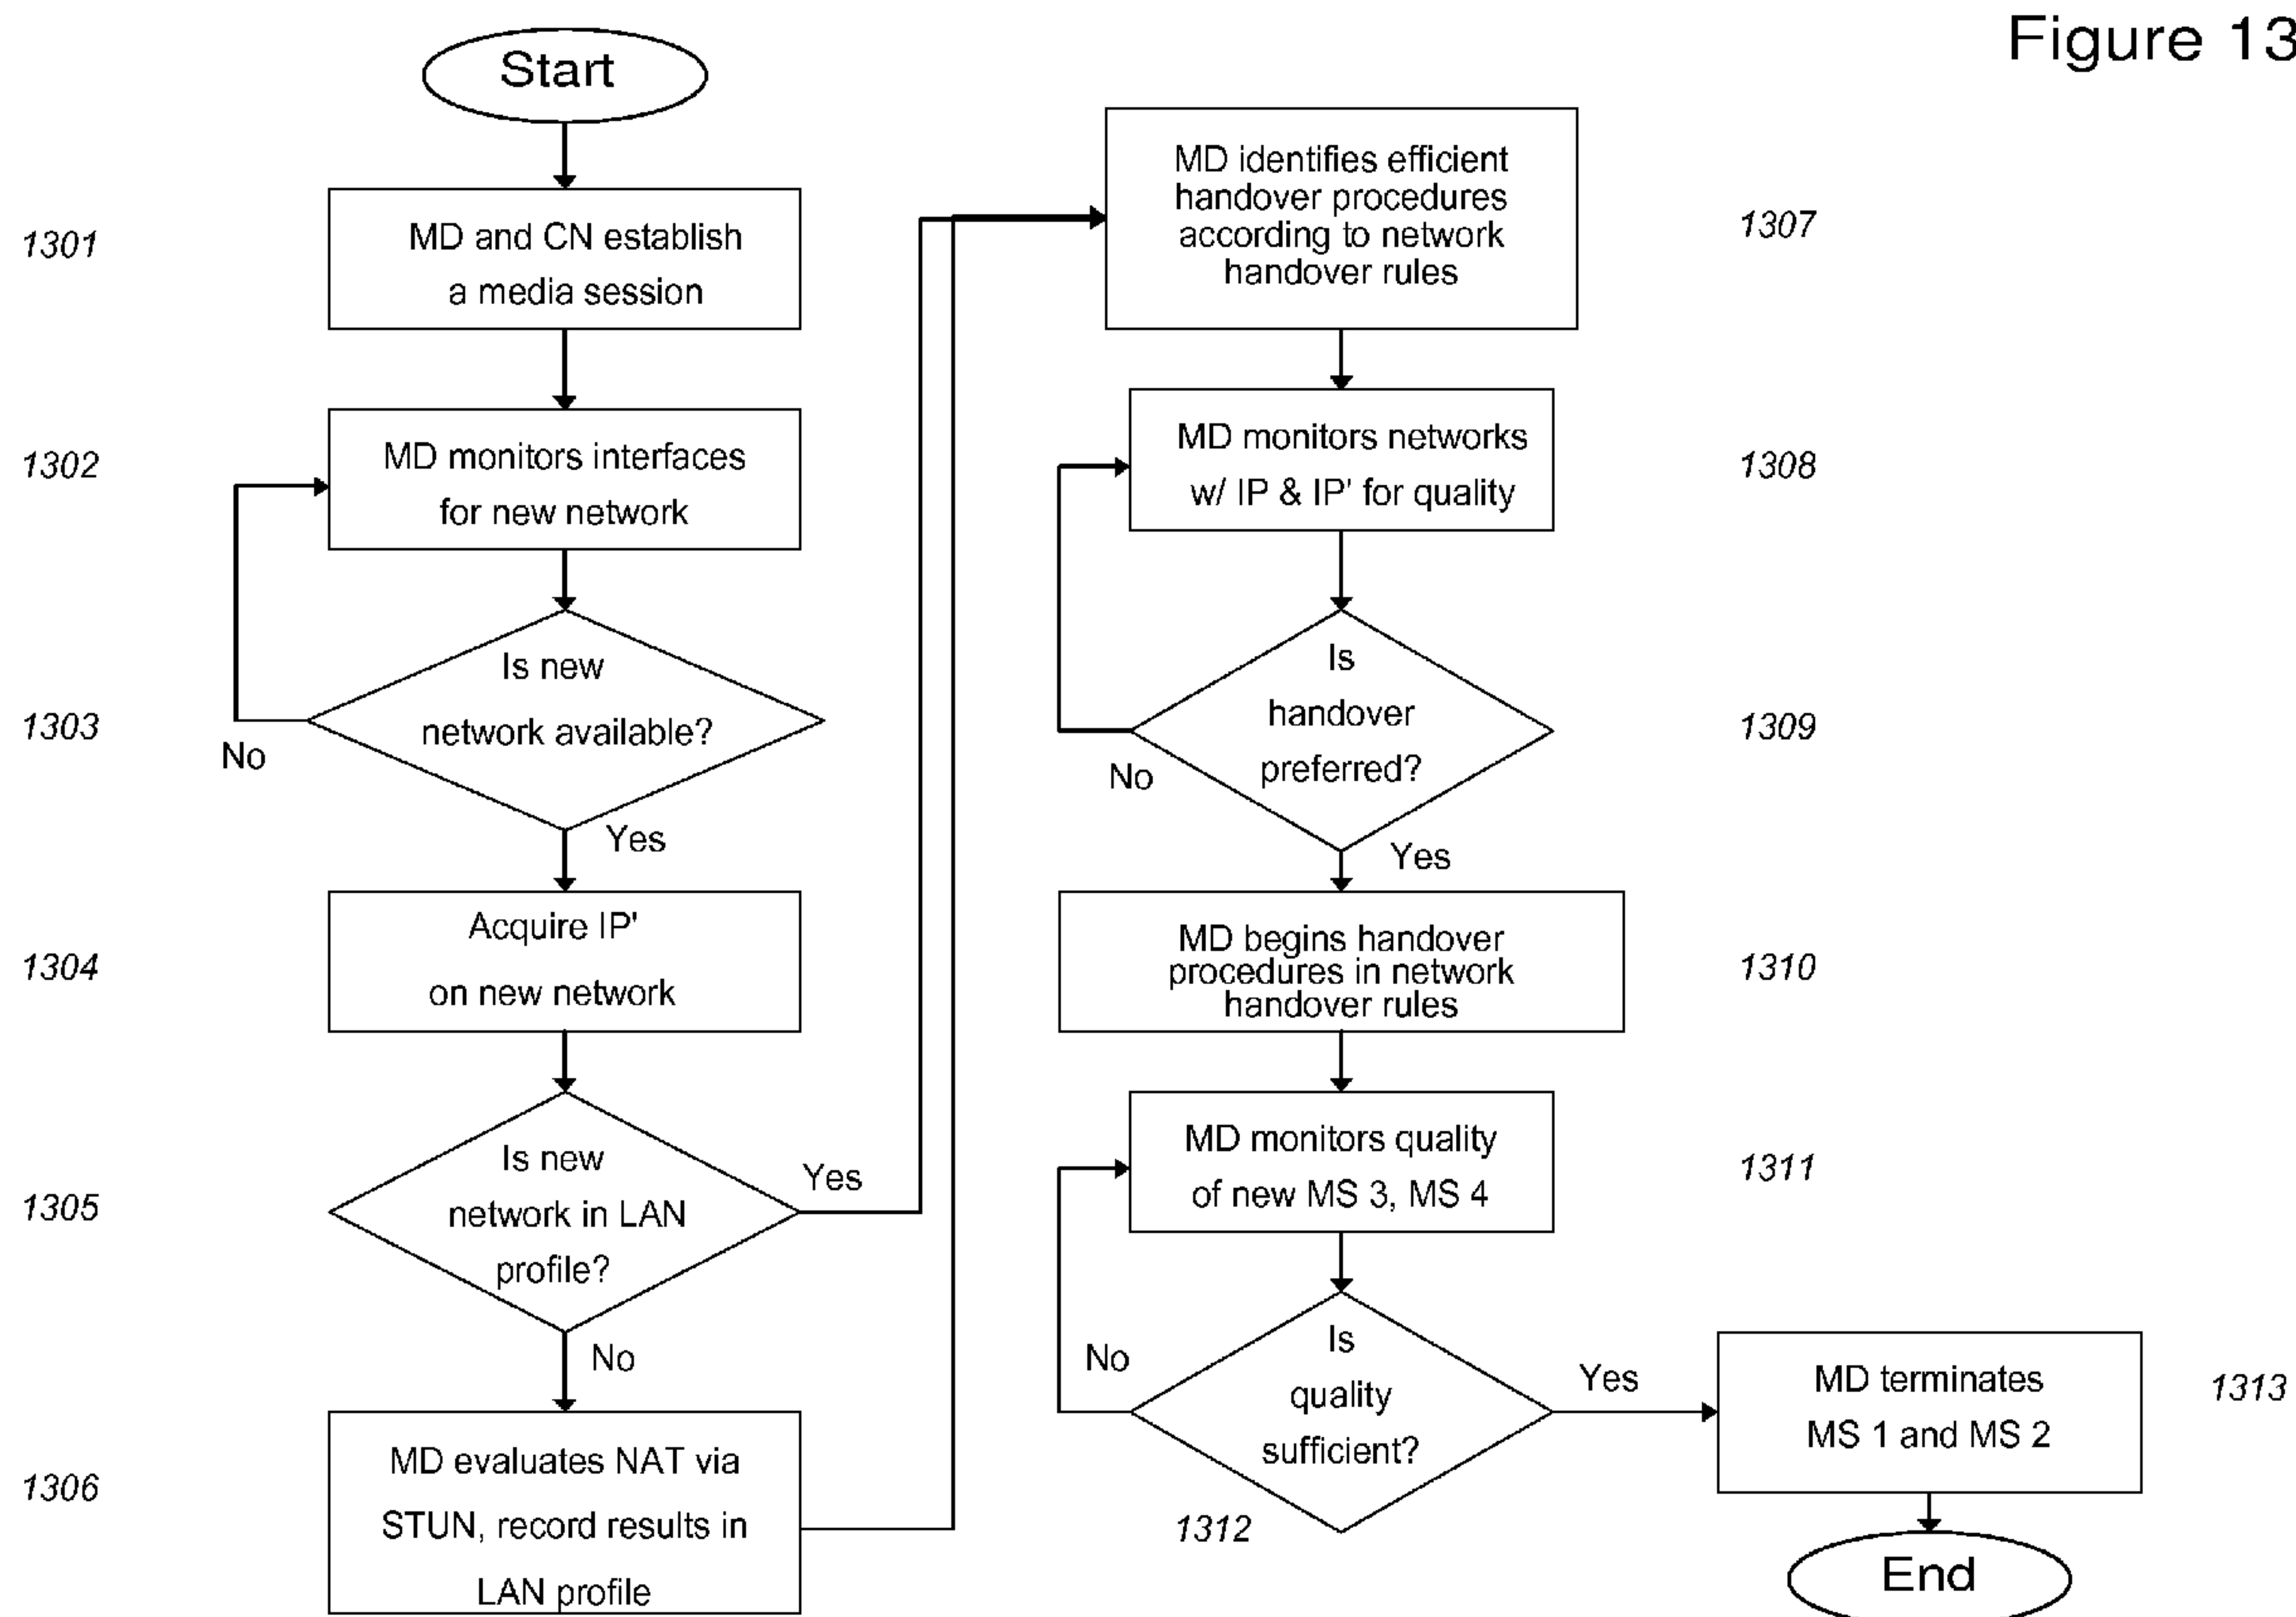 Figure 13
Start
1301
MD and CN establish
a media session
1302
MD monitors interfaces
for new network
1303
Is new
network available?
No
Yes
1304
Acquire IP'
on new network
1305
Is new
network in LAN
profile?
Yes
No
1306
MD evaluates NAT via
STUN, record results in
LAN profile
MD identifies efficient
handover procedures
according to network
handover rules
1307
MD monitors networks
w/ IP & IP' for quality
1308
Is
handover
preferred?
1309
No
Yes
MD begins handover
procedures in network
handover rules
1310
MD monitors quality
of new MS 3, MS 4
1311
Is
quality
sufficient?
No
Yes
1312
MD terminates
MS 1 and MS 2
1313
End